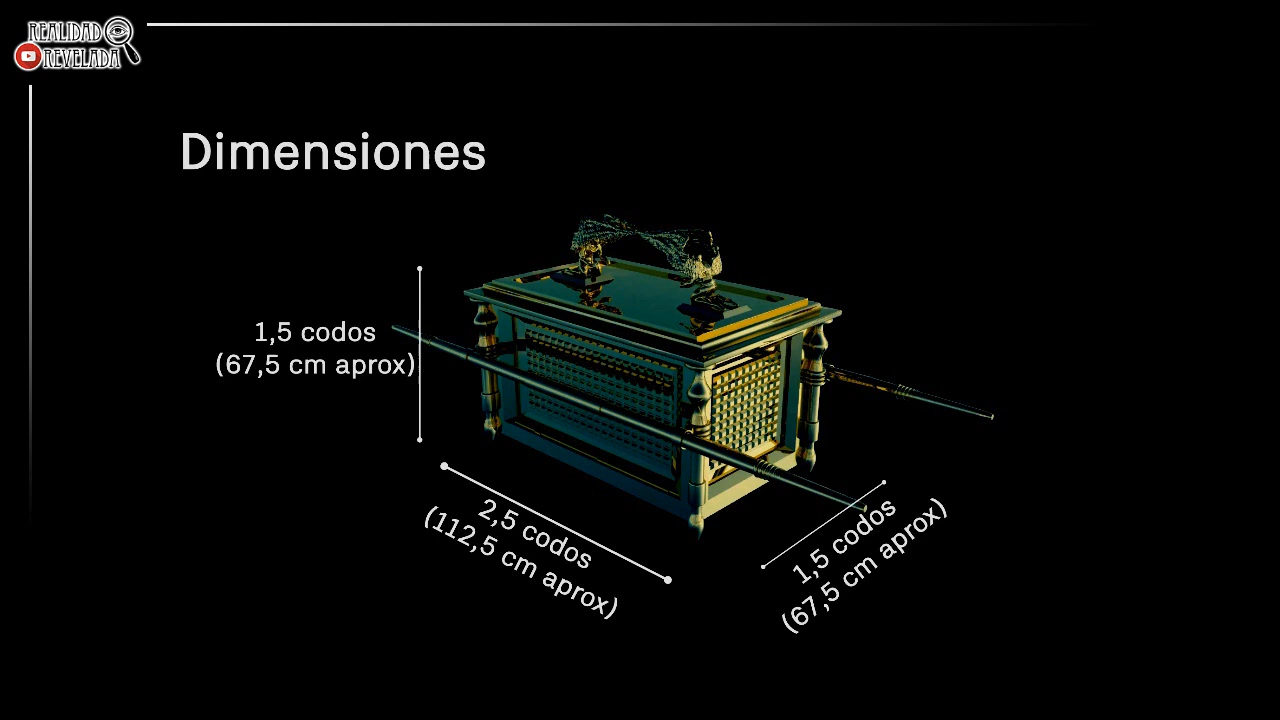 REALIDAD
REVELADA
Dimensiones
1,5 codos
(67,5 cm aprox)
2,5 codos
(112,5 cm aprox)
1,5 codos
(67,5 cm aprox)